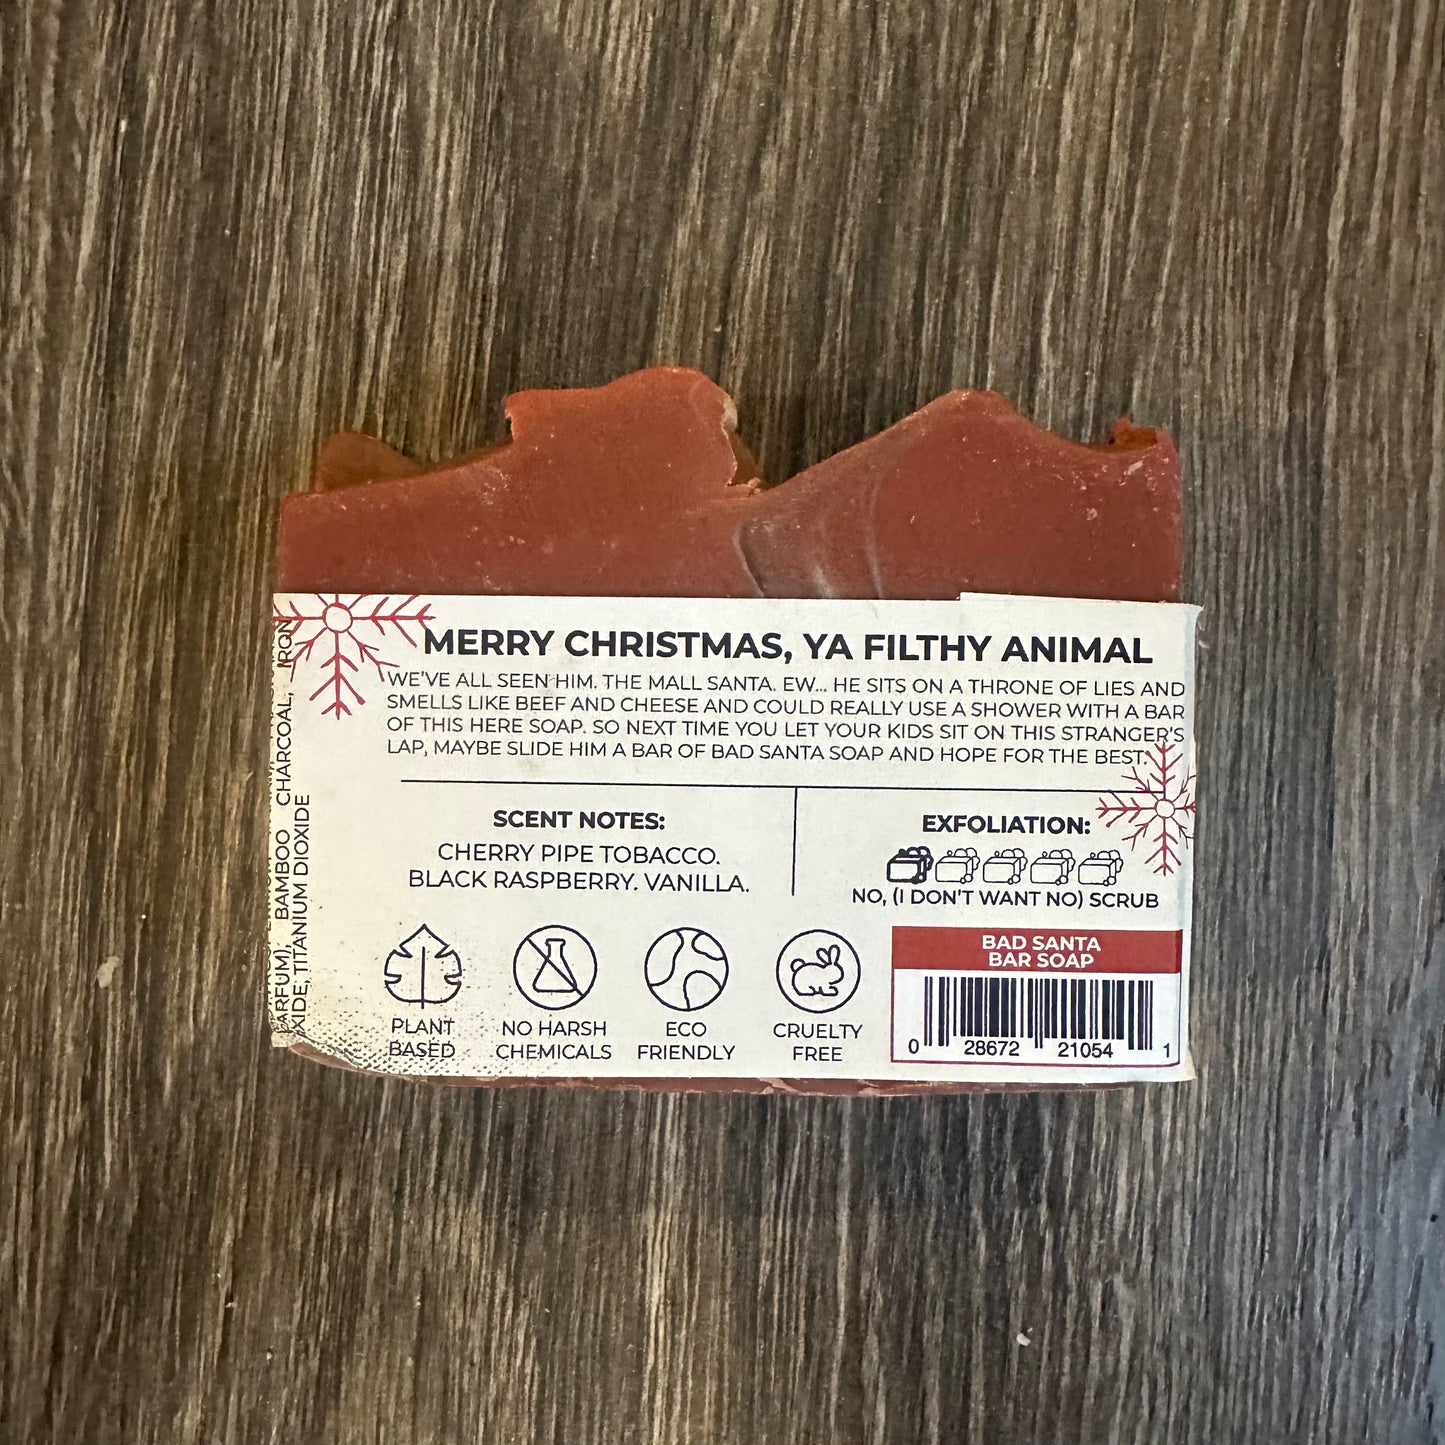 MERRY CHRISTMAS, YA FILTHY ANIMAL
WE'VE ALL SEEN HIM. THE MALL SANTA. EW... HE SITS ON A THRONE OF LIES AND
SMELLS LIKE BEEF AND CHEESE AND COULD REALLY USE A SHOWER WITH A BAR
OF THIS HERE SOAP. SO NEXT TIME YOU LET YOUR KIDS SIT ON THIS STRANGER'S
LAP, MAYBE SLIDE HIM A BAR OF BAD SANTA SOAP AND HOPE FOR THE BEST.
SCENT NOTES:
CHERRY PIPE TOBACCO.
BLACK RASPBERRY. VANILLA.
EXFOLIATION:
NO, (I DON'T WANT NO) SCRUB
PLANT
BASED
NO HARSH
CHEMICALS
ECO
FRIENDLY
CRUELTY
FREE
BAD SANTA
BAR SOAP
0 28672 21054 1
BAMBOO CHARCOAL, IRON
TITANIUM DIOXIDE